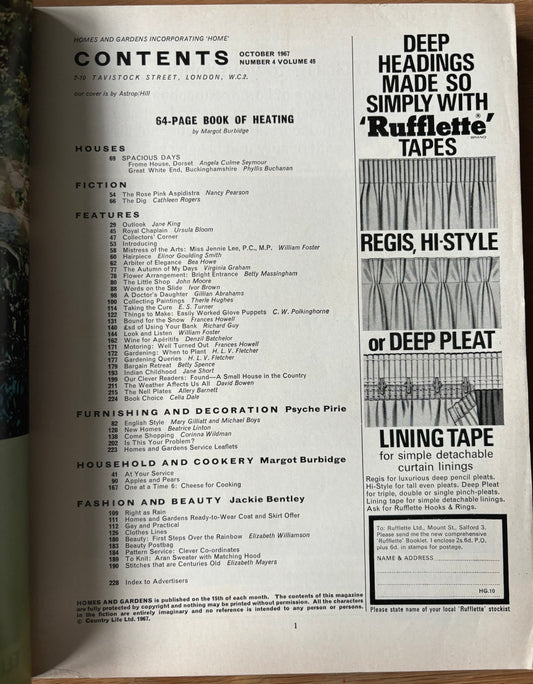 HOMES AND GARDENS INCORPORATING 'HOME'
CONTENTS
OCTOBER 1967
NUMBER 4 VOLUME 49
2-10 TAVISTOCK STREET, LONDON, W.C.2.
our cover is by Astrop/Hill
64-PAGE BOOK OF HEATING
by Margot Burbidge
HOUSES
69 SPACIOUS DAYS
Frome House, Dorset Angela Culme Seymour
Great White End, Buckinghamshire Phyllis Buchanan
FICTION
54 The Rose Pink Aspidistra Nancy Pearson
66 The Dig Cathleen Rogers
FEATURES
29 Outlook Jane King
45 Royal Chaplain Ursula Bloom
47 Collectors' Corner
53 Introducing
58 Mistress of the Arts: Miss Jennie Lee, P.C., M.P. William Foster
60 Hairpiece Elinor Goulding Smith
62 Arbiter of Elegance Bea Howe
77 The Autumn of My Days Virginia Graham
78 Flower Arrangement: Bright Entrance Betty Massingham
80 The Little Shop John Moore
88 Words on the Slide Ivor Brown
98 A Doctor's Daughter Gillian Abrahams
100 Collecting Paintings Therle Hughes
114 Taking the Cure E. S. Turner
122 Things to Make: Easily Worked Glove Puppets C. W. Polkinghorne
131 Bound for the Snow Frances Howell
140 £sd of Using Your Bank Richard Guy
144 Look and Listen William Foster
162 Wine for Apéritifs Denzil Batchelor
171 Motoring: Well Turned Out Frances Howell
172 Gardening: When to Plant H. L. V. Fletcher
177 Gardening Queries H. L. V. Fletcher
179 Bargain Retreat Betty Spence
193 Indian Childhood Jane Short
199 Our Clever Readers: Found—A Small House in the Country
211 The Weather Affects Us All David Bowen
215 The Nell Plates Allery Barnett
224 Book Choice Celia Dale
FURNISHING AND DECORATION Psyche Pirie
82 English Style Mary Gilliatt and Michael Boys
128 New Homes Beatrice Linton
138 Come Shopping Corinna Wildman
202 Is This Your Problem?
223 Homes and Gardens Service Leaflets
HOUSEHOLD AND COOKERY Margot Burbidge
41 At Your Service
90 Apples and Pears
167 One at a Time 6: Cheese for Cooking
FASHION AND BEAUTY Jackie Bentley
109 Right as Rain
111 Homes and Gardens Ready-to-Wear Coat and Skirt Offer
112 Gay and Practical
125 Clothes Lines
180 Beauty: First Steps Over the Rainbow Elizabeth Williamson
183 Beauty Postbag
184 Pattern Service: Clever Co-ordinates
189 To Knit: Aran Sweater with Matching Hood
190 Stitches that are Centuries Old Elizabeth Mayers
228 Index to Advertisers
HOMES AND GARDENS is published on the 15th of each month. The contents of this magazine
are fully protected by copyright and nothing may be printed without permission. All the characters
in the fiction are entirely imaginary and no reference is intended to any person or persons.
© Country Life Ltd. 1967.
1
DEEP
HEADINGS
MADE SO
SIMPLY WITH
'Rufflette'®
BRAND
TAPES
REGIS, HI-STYLE
or DEEP PLEAT
LINING TAPE
for simple detachable
curtain linings
Regis for luxurious deep pencil pleats.
Hi-Style for tall even pleats. Deep Pleat
for triple, double or single pinch-pleats.
Lining tape for simple detachable linings.
Ask for Rufflette Hooks & Rings.
To: Rufflette Ltd., Mount St., Salford 3,
Please send me the new comprehensive
'Rufflette' Booklet. I enclose 2s.6d. P.O.
plus 6d. in stamps for postage.
NAME & ADDRESS
HG.10
Please state name of your local 'Rufflette' stockist